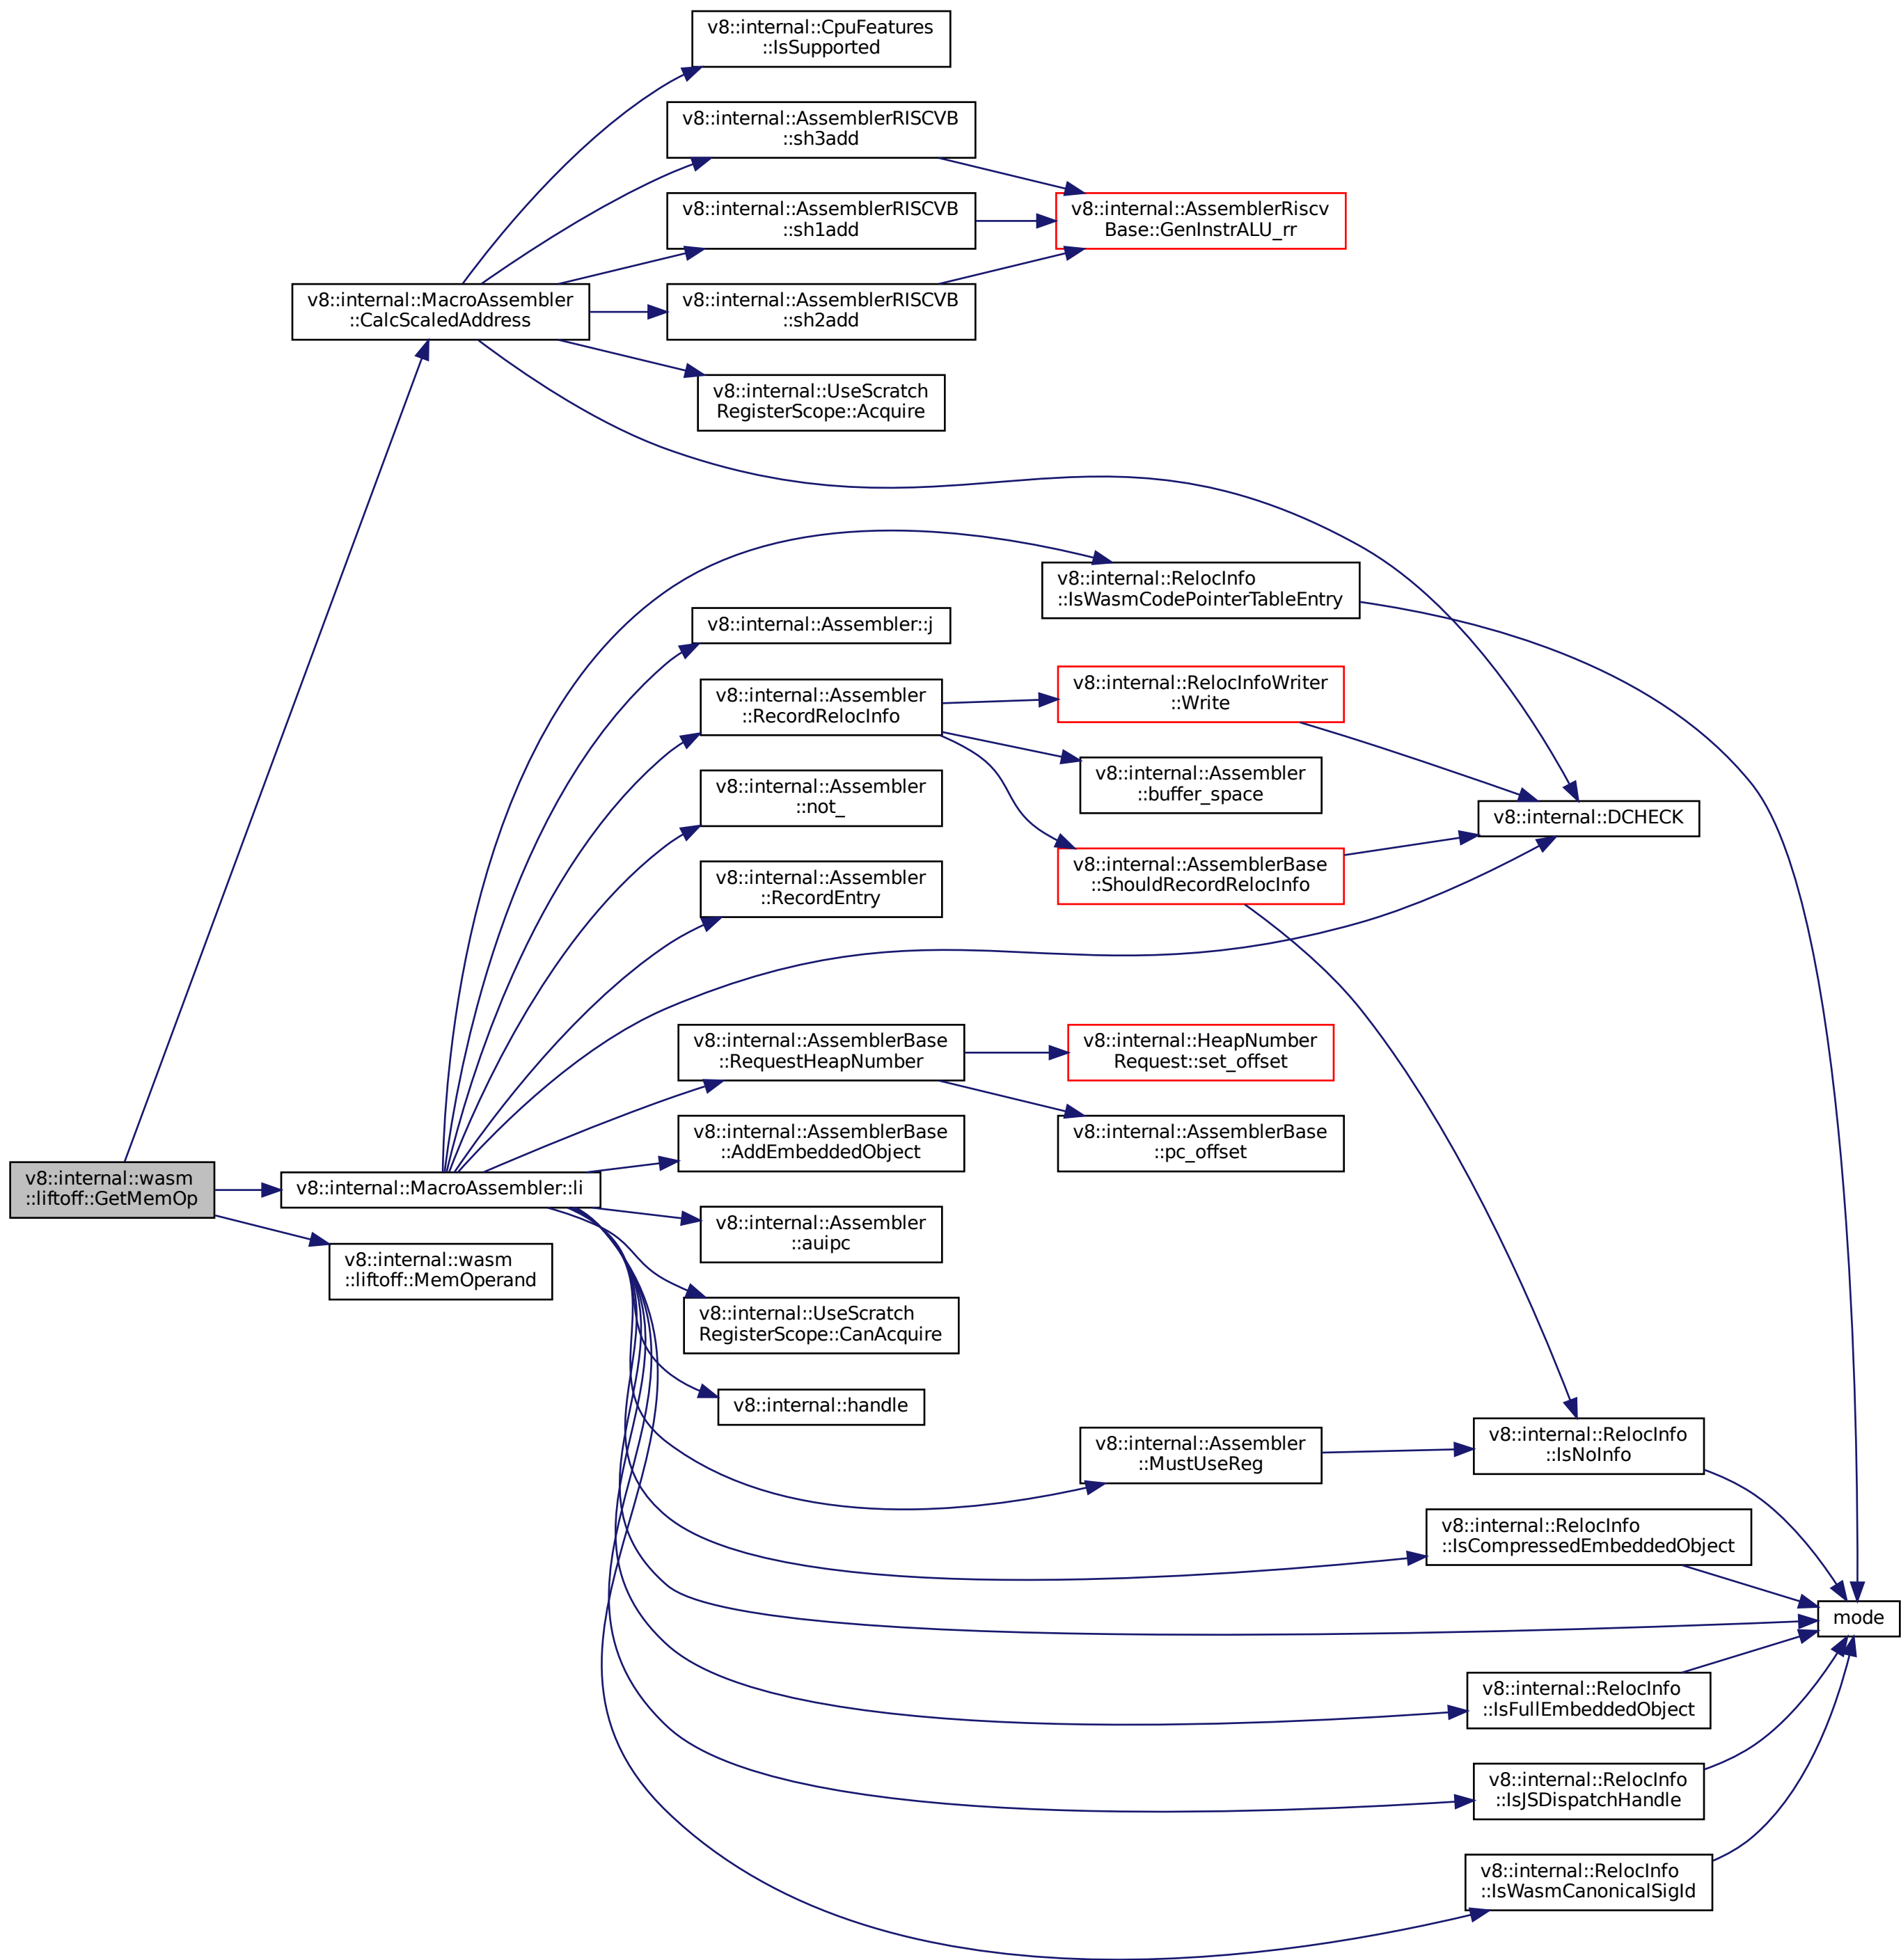 v8::internal::CpuFeatures
::IsSupported
v8::internal::AssemblerRISCVB
::sh3add
v8::internal::AssemblerRISCVB
::sh1add
v8::internal::AssemblerRiscv
Base::GenInstrALU_rr
v8::internal::MacroAssembler
::CalcScaledAddress
v8::internal::AssemblerRISCVB
::sh2add
v8::internal::UseScratch
RegisterScope::Acquire
v8::internal::RelocInfo
::IsWasmCodePointerTableEntry
v8::internal::Assembler::j
v8::internal::Assembler
::RecordRelocInfo
v8::internal::RelocInfoWriter
::Write
v8::internal::Assembler
::buffer_space
v8::internal::Assembler
::not_
v8::internal::DCHECK
v8::internal::AssemblerBase
::ShouldRecordRelocInfo
v8::internal::Assembler
::RecordEntry
v8::internal::AssemblerBase
::RequestHeapNumber
v8::internal::HeapNumber
Request::set_offset
v8::internal::AssemblerBase
::AddEmbeddedObject
v8::internal::AssemblerBase
::pc_offset
v8::internal::wasm
::liftoff::GetMemOp
v8::internal::MacroAssembler::li
v8::internal::wasm
::liftoff::MemOperand
v8::internal::Assembler
::auipc
v8::internal::UseScratch
RegisterScope::CanAcquire
v8::internal::handle
v8::internal::Assembler
::MustUseReg
v8::internal::RelocInfo
::IsNoInfo
v8::internal::RelocInfo
::IsCompressedEmbeddedObject
mode
v8::internal::RelocInfo
::IsFullEmbeddedObject
v8::internal::RelocInfo
::IsJSDispatchHandle
v8::internal::RelocInfo
::IsWasmCanonicalSigId